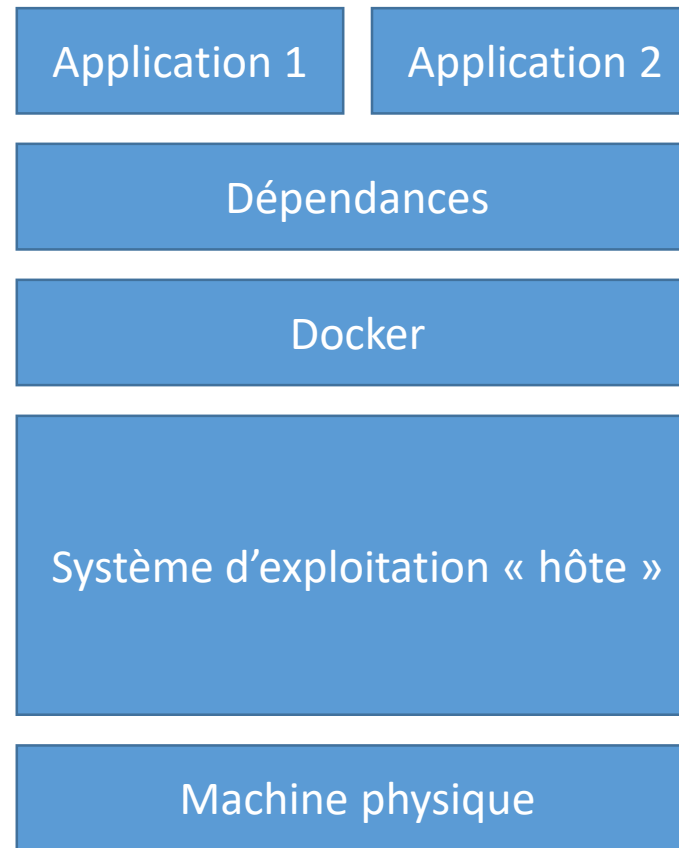 Application 1
Application 2
Dépendances
Docker
Système d’exploitation « hôte »
Machine physique